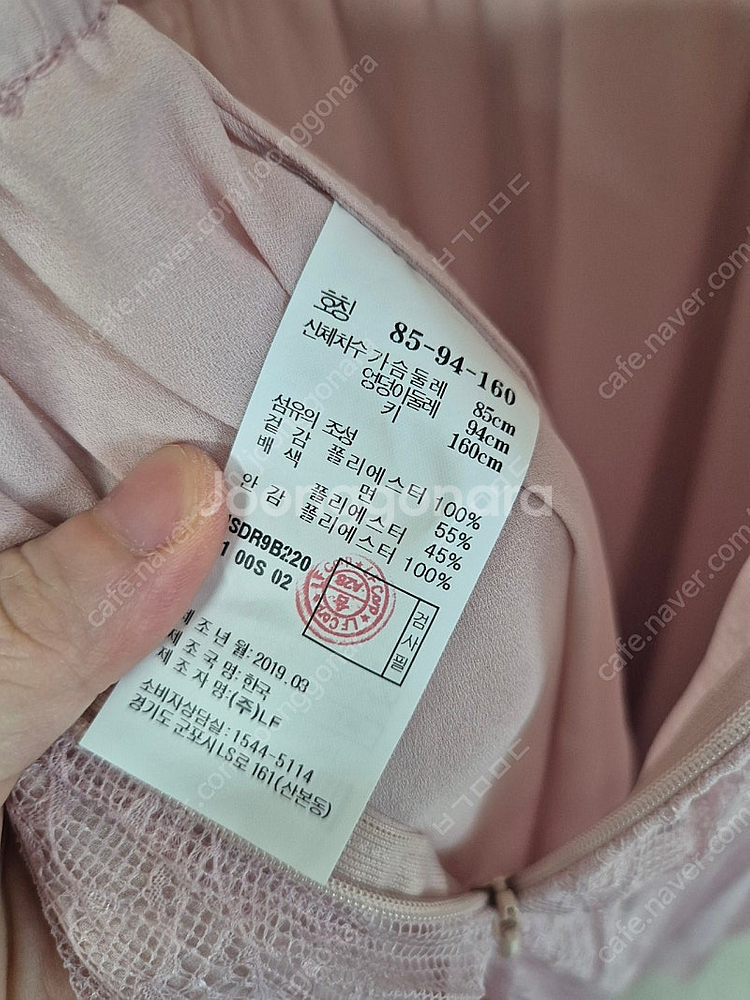 호칭 85-94-160
신체치수 가슴둘레 85cm
엉덩이둘레 94cm
키 160cm
섬유의 조성
겉감 폴리에스터 100%
배색 면 55%
폴리에스터 45%
안감 폴리에스터 100%
SDR9B220
1 00S 02
검사필
제조년월:2019.03
제조국명:한국
제조자명:(주)LF
소비자상담실:1544-5114
경기도 군포시 LS로 161(산본동)
Joonggonara
cafe.naver.com/joonggonara